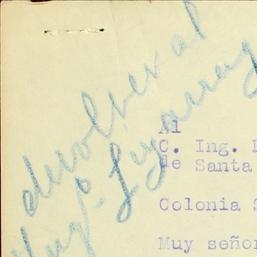 devolver al
Ing. Lizarraga
Al
C. Ing. I
de Santa
Colonia S
Muy señor